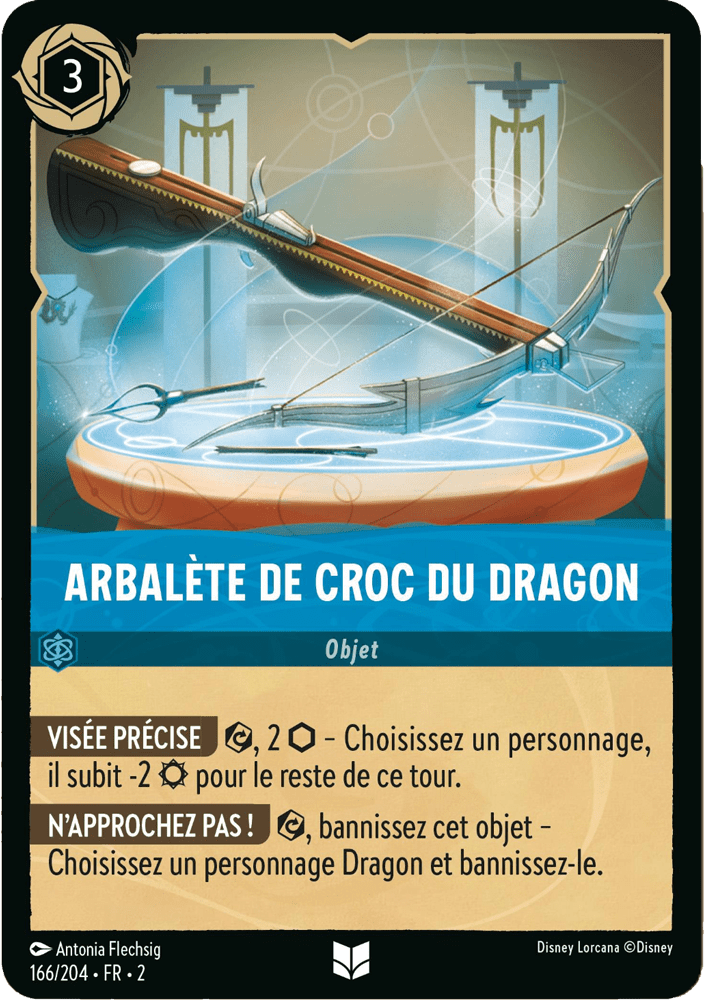 3
ARBALÈTE DE CROC DU DRAGON
Objet
VISÉE PRÉCISE , 2 – Choisissez un personnage,
il subit -2 pour le reste de ce tour.
N'APPROCHEZ PAS ! , bannissez cet objet –
Choisissez un personnage Dragon et bannissez-le.
Antonia Flechsig
Disney Lorcana ©Disney
166/204 • FR • 2